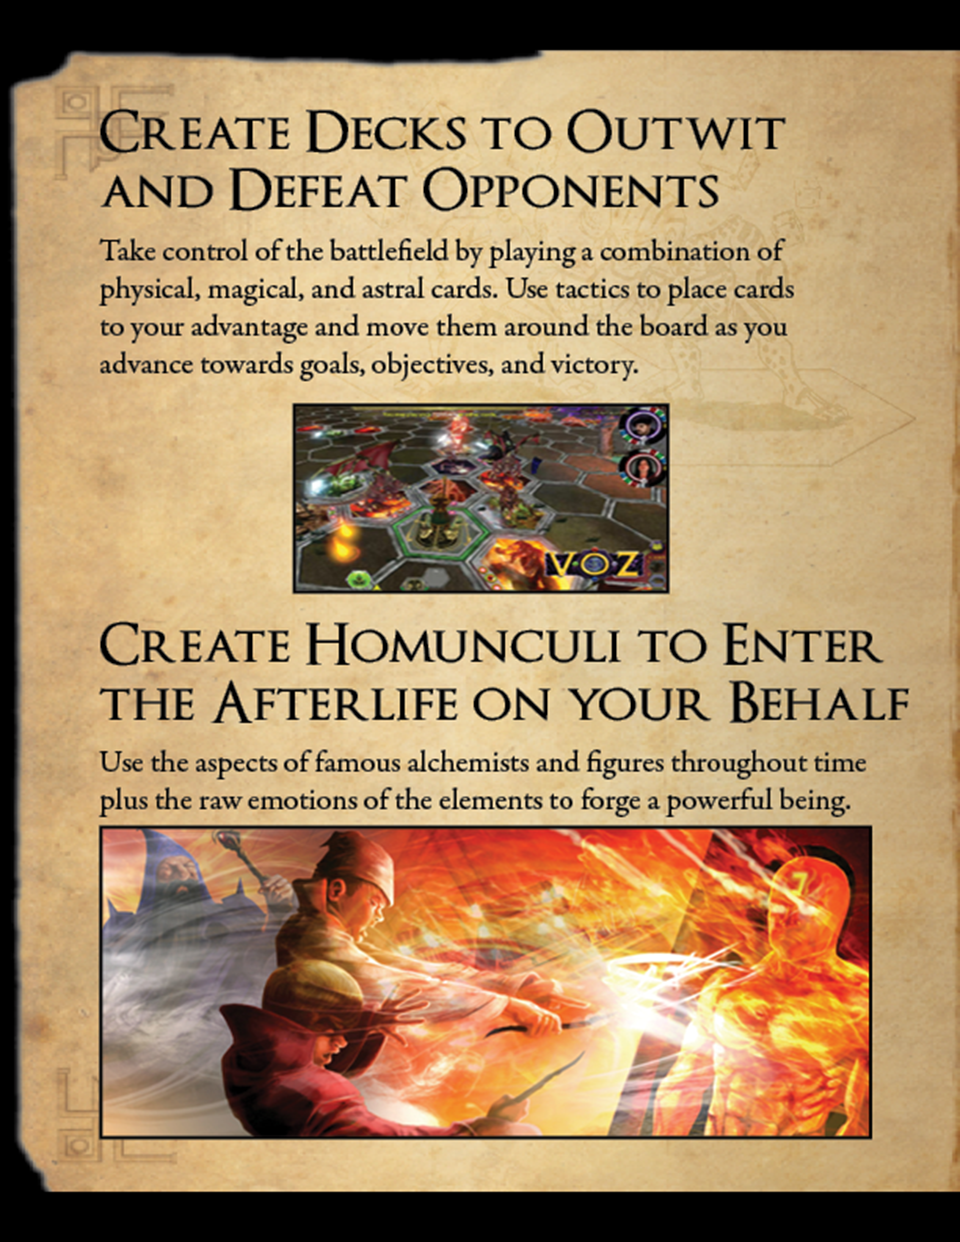 Create Decks to Outwit
and Defeat Opponents
Take control of the battlefield by playing a combination of
physical, magical, and astral cards. Use tactics to place cards
to your advantage and move them around the board as you
advance towards goals, objectives, and victory.
VOZ
Create Homunculi to Enter
the Afterlife on your Behalf
Use the aspects of famous alchemists and figures throughout time
plus the raw emotions of the elements to forge a powerful being.